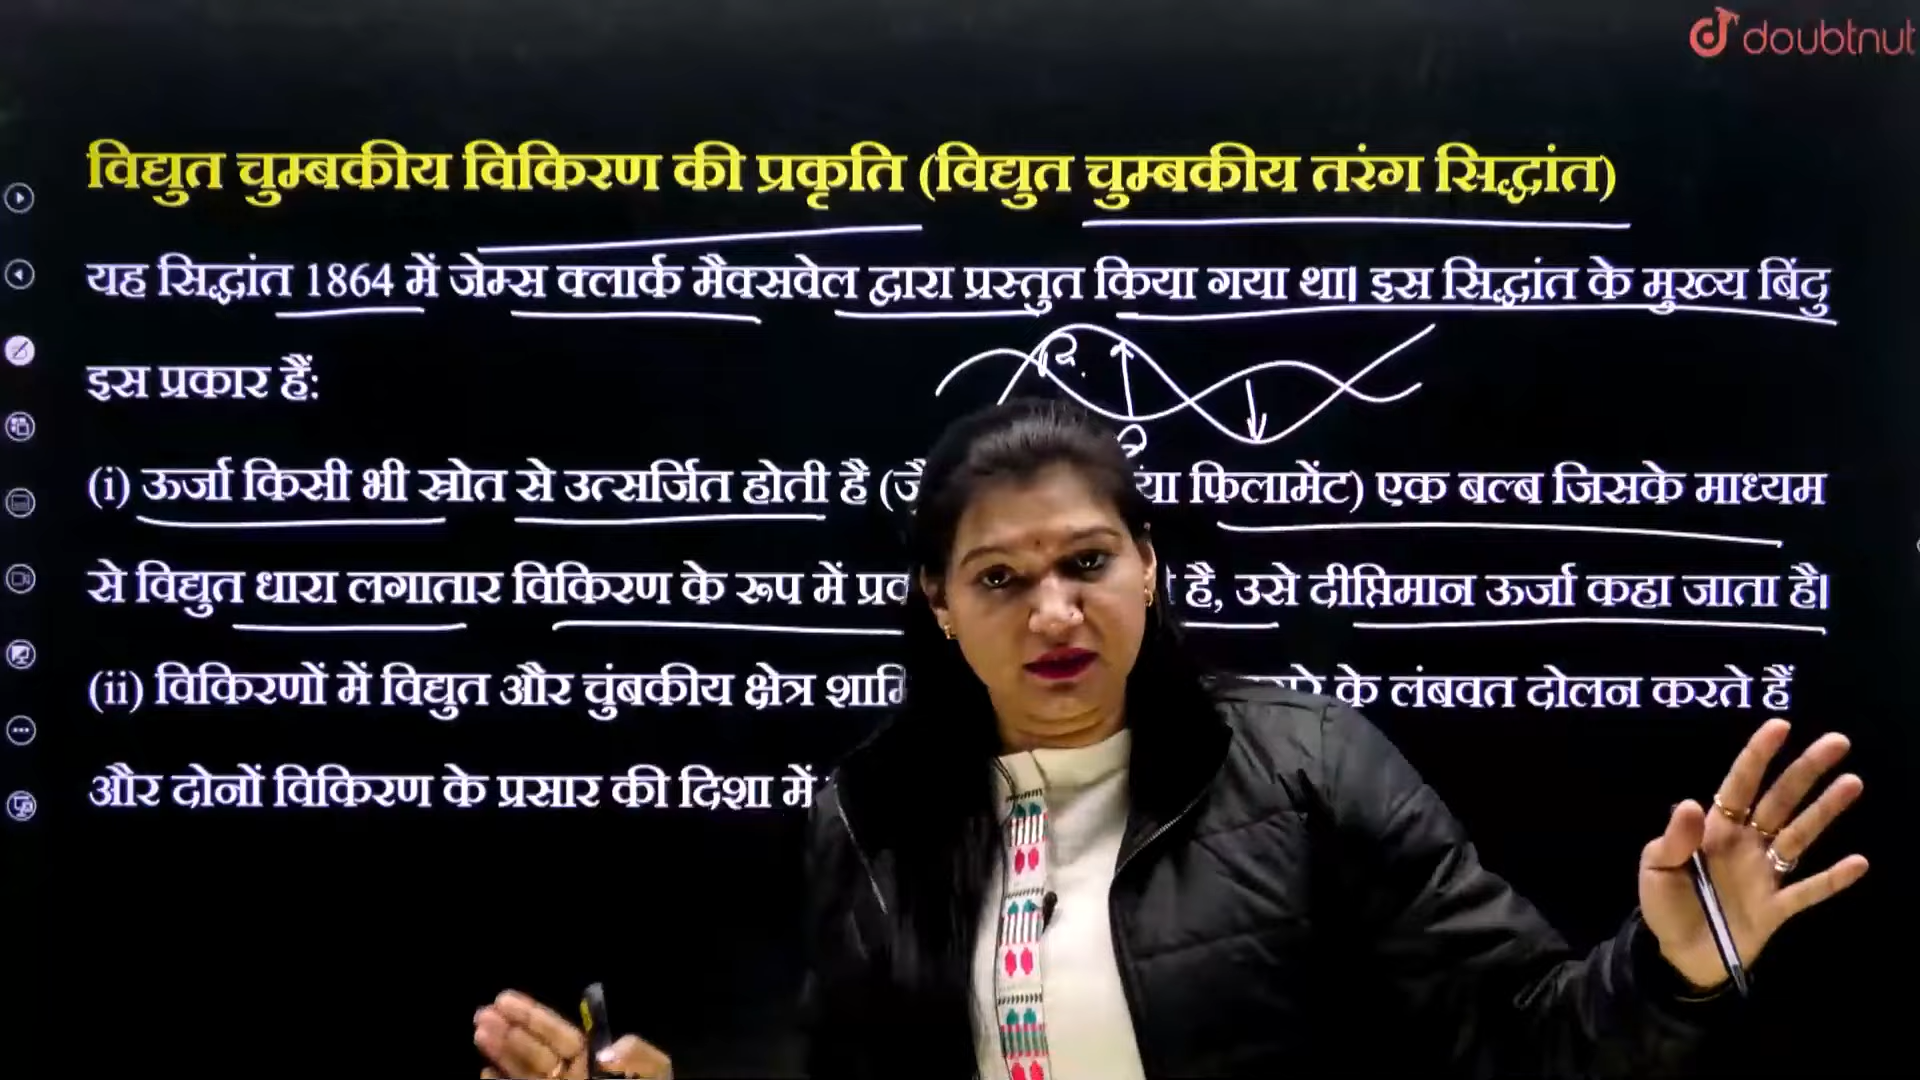 doubtnut
विद्युत चुम्बकीय विकिरण की प्रकृति (विद्युत चुम्बकीय तरंग सिद्धांत)
यह सिद्धांत 1864 में जेम्स क्लार्क मैक्सवेल द्वारा प्रस्तुत किया गया था। इस सिद्धांत के मुख्य बिंदु
इस प्रकार हैं:
(i) ऊर्जा किसी भी स्रोत से उत्सर्जित होती है या फिलामेंट) एक बल्ब जिसके माध्यम
से विद्युत धारा लगातार विकिरण के रूप में है, उसे दीप्तिमान ऊर्जा कहा जाता है।
(ii) विकिरणों में विद्युत और चुंबकीय क्षेत्र के लंबवत दोलन करते हैं
और दोनों विकिरण के प्रसार की दिशा में